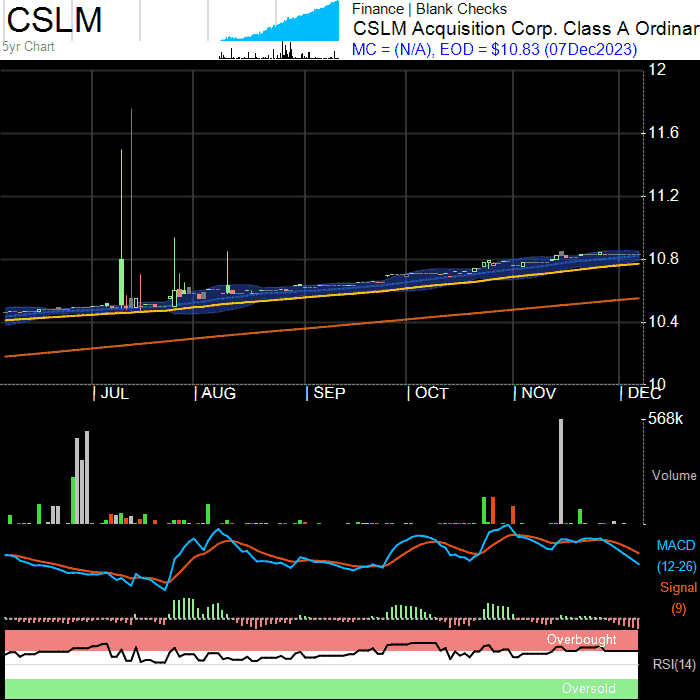 CSLM
5yr Chart
Finance | Blank Checks
CSLM Acquisition Corp. Class A Ordinar
MC = (N/A), EOD = $10.83 (07Dec2023)
12
11.6
11.2
10.8
10.4
10
JUL AUG SEP OCT NOV DEC
568k
Volume
MACD
(12-26)
Signal
(9)
Overbought
RSI(14)
Oversold